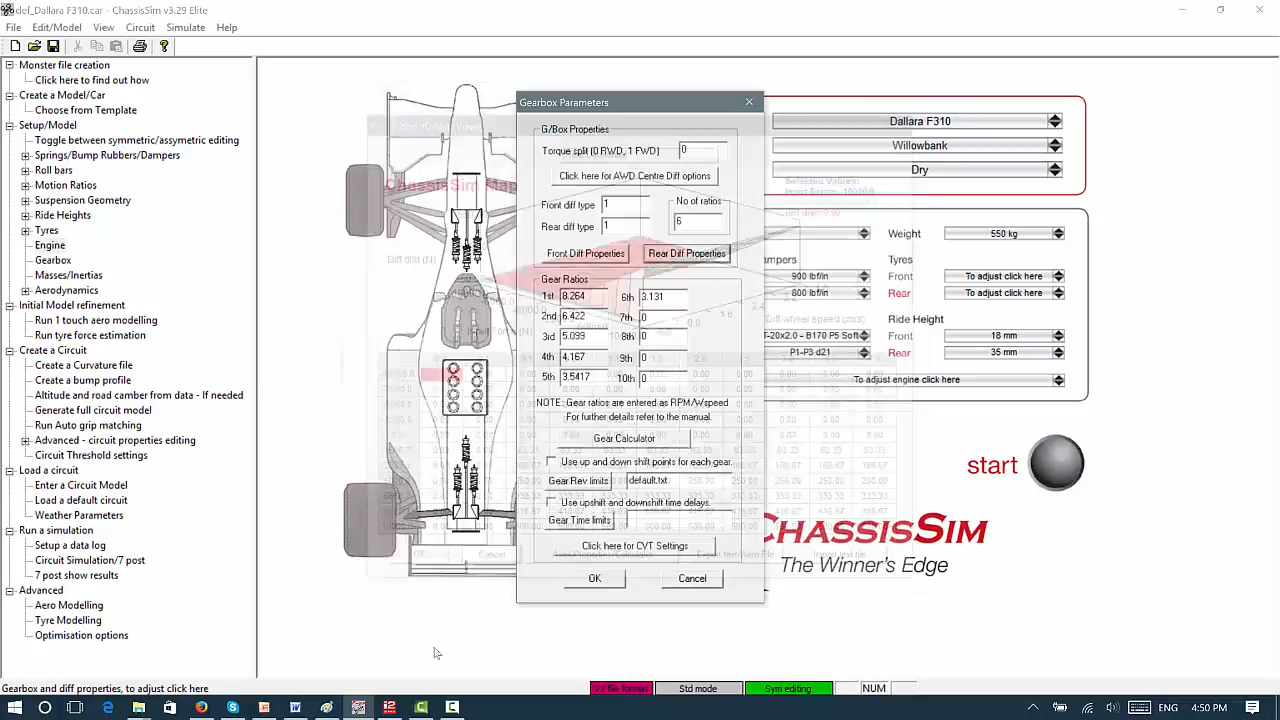 def_Dallara F310.car - ChassisSim v3.29 Elite
File Edit/Model View Circuit Simulate Help
Monster file creation
Click here to find out how
Create a Model/Car
Choose from Template
Setup/Model
Toggle between symmetric/assymetric editing
Springs/Bump Rubbers/Dampers
Roll bars
Motion Ratios
Suspension Geometry
Ride Heights
Tyres
Engine
Gearbox
Masses/Inertias
Aerodynamics
Initial Model refinement
Run 1 touch aero modelling
Run tyre force estimation
Create a Circuit
Create a Curvature file
Create a bump profile
Altitude and road camber from data - If needed
Generate full circuit model
Run Auto grip matching
Advanced - circuit properties editing
Circuit Threshold settings
Load a circuit
Enter a Circuit Model
Load a default circuit
Weather Parameters
Run a simulation
Setup a data log
Circuit Simulation/7 post
7 post show results
Advanced
Aero Modelling
Tyre Modelling
Optimisation options
Gearbox Parameters
G/Box Properties
Torque split (0 RWD, 1 FWD) 0
Click here for AWD Centre Diff options
Front diff type 1
Rear diff type 1
No of ratios
6
Front Diff Properties Rear Diff Properties
Gear Ratios
1st 8.264 6th 3.131
2nd 6.422 7th 0
3rd 5.099 8th 0
4th 4.167 9th 0
5th 3.5417 10th 0
NOTE: Gear ratios are entered as RPM/Vspeed
For further details refer to the manual.
Gear Calculator
Use up and down shift points for each gear.
Gear Rev limits default.txt
Use upshift and downshift time delays.
Gear Time limits
Click here for CVT Settings
OK Cancel
Dallara F310
Willowbank
Dry
Weight 550 kg
ampers Tyres
900 lbf/in Front To adjust click here
800 lbf/in Rear To adjust click here
Ride Height
T-20x2.0 - B170 P5 Soft Front 18 mm
P1-P3 d21 Rear 35 mm
To adjust engine click here
start
ChassisSim
The Winner's Edge
Gearbox and diff properties, to adjust click here
V3 file format Std mode Sym editing NUM
ENG 4:50 PM